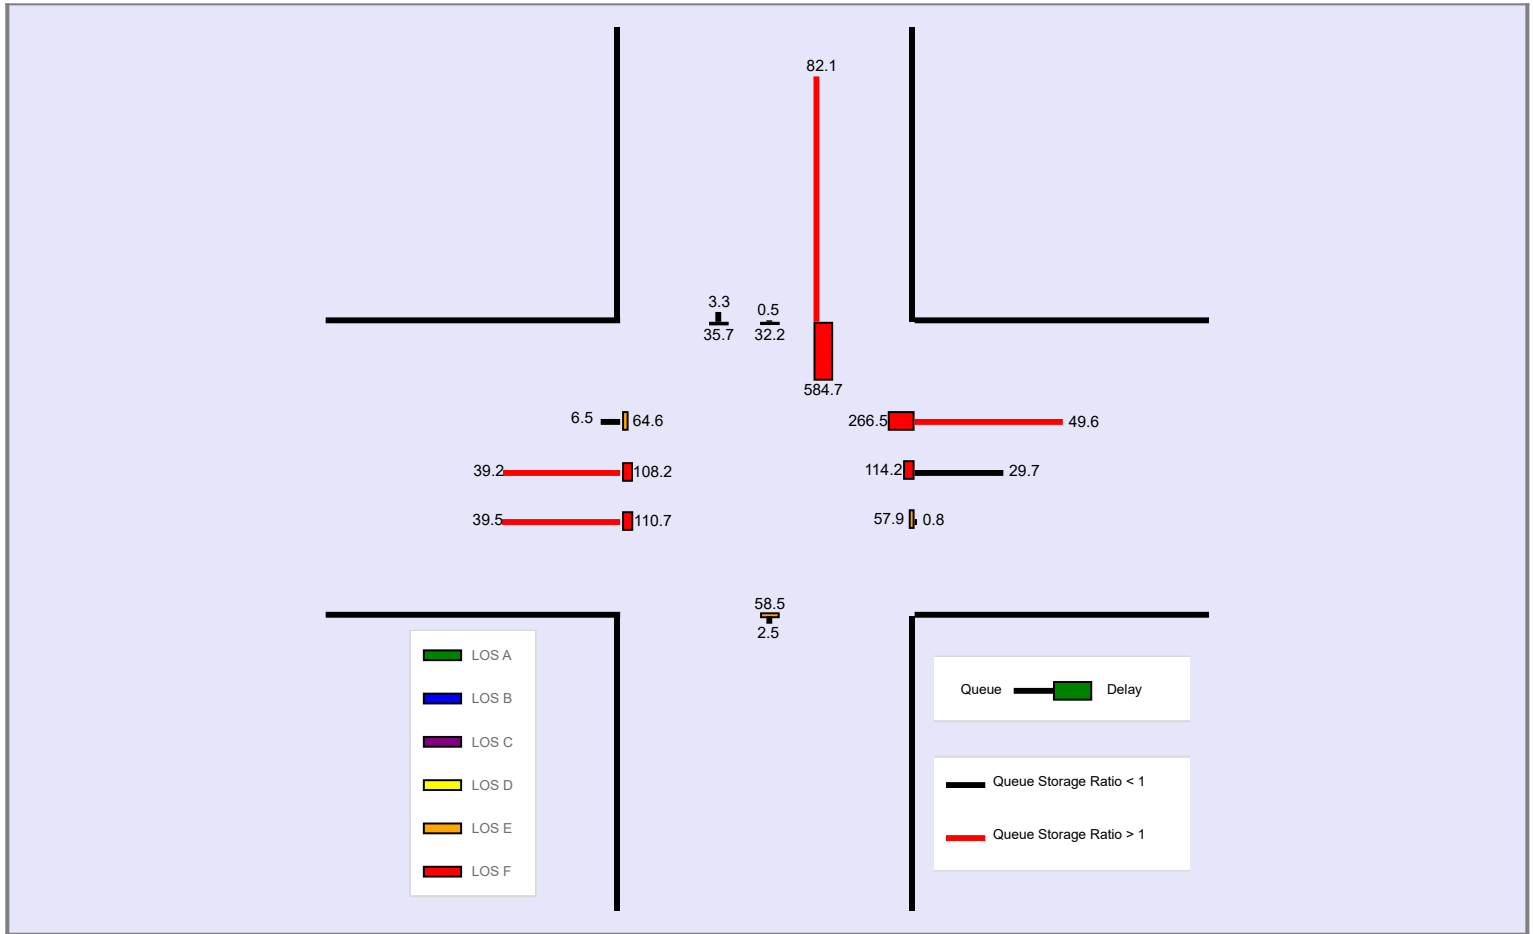 82.1
3.3
0.5
35.7
32.2
584.7
6.5
64.6
266.5
49.6
39.2
108.2
114.2
29.7
39.5
110.7
57.9
0.8
58.5
2.5
LOS A
LOS B
LOS C
LOS D
LOS E
LOS F
Queue
Delay
Queue Storage Ratio < 1
Queue Storage Ratio > 1